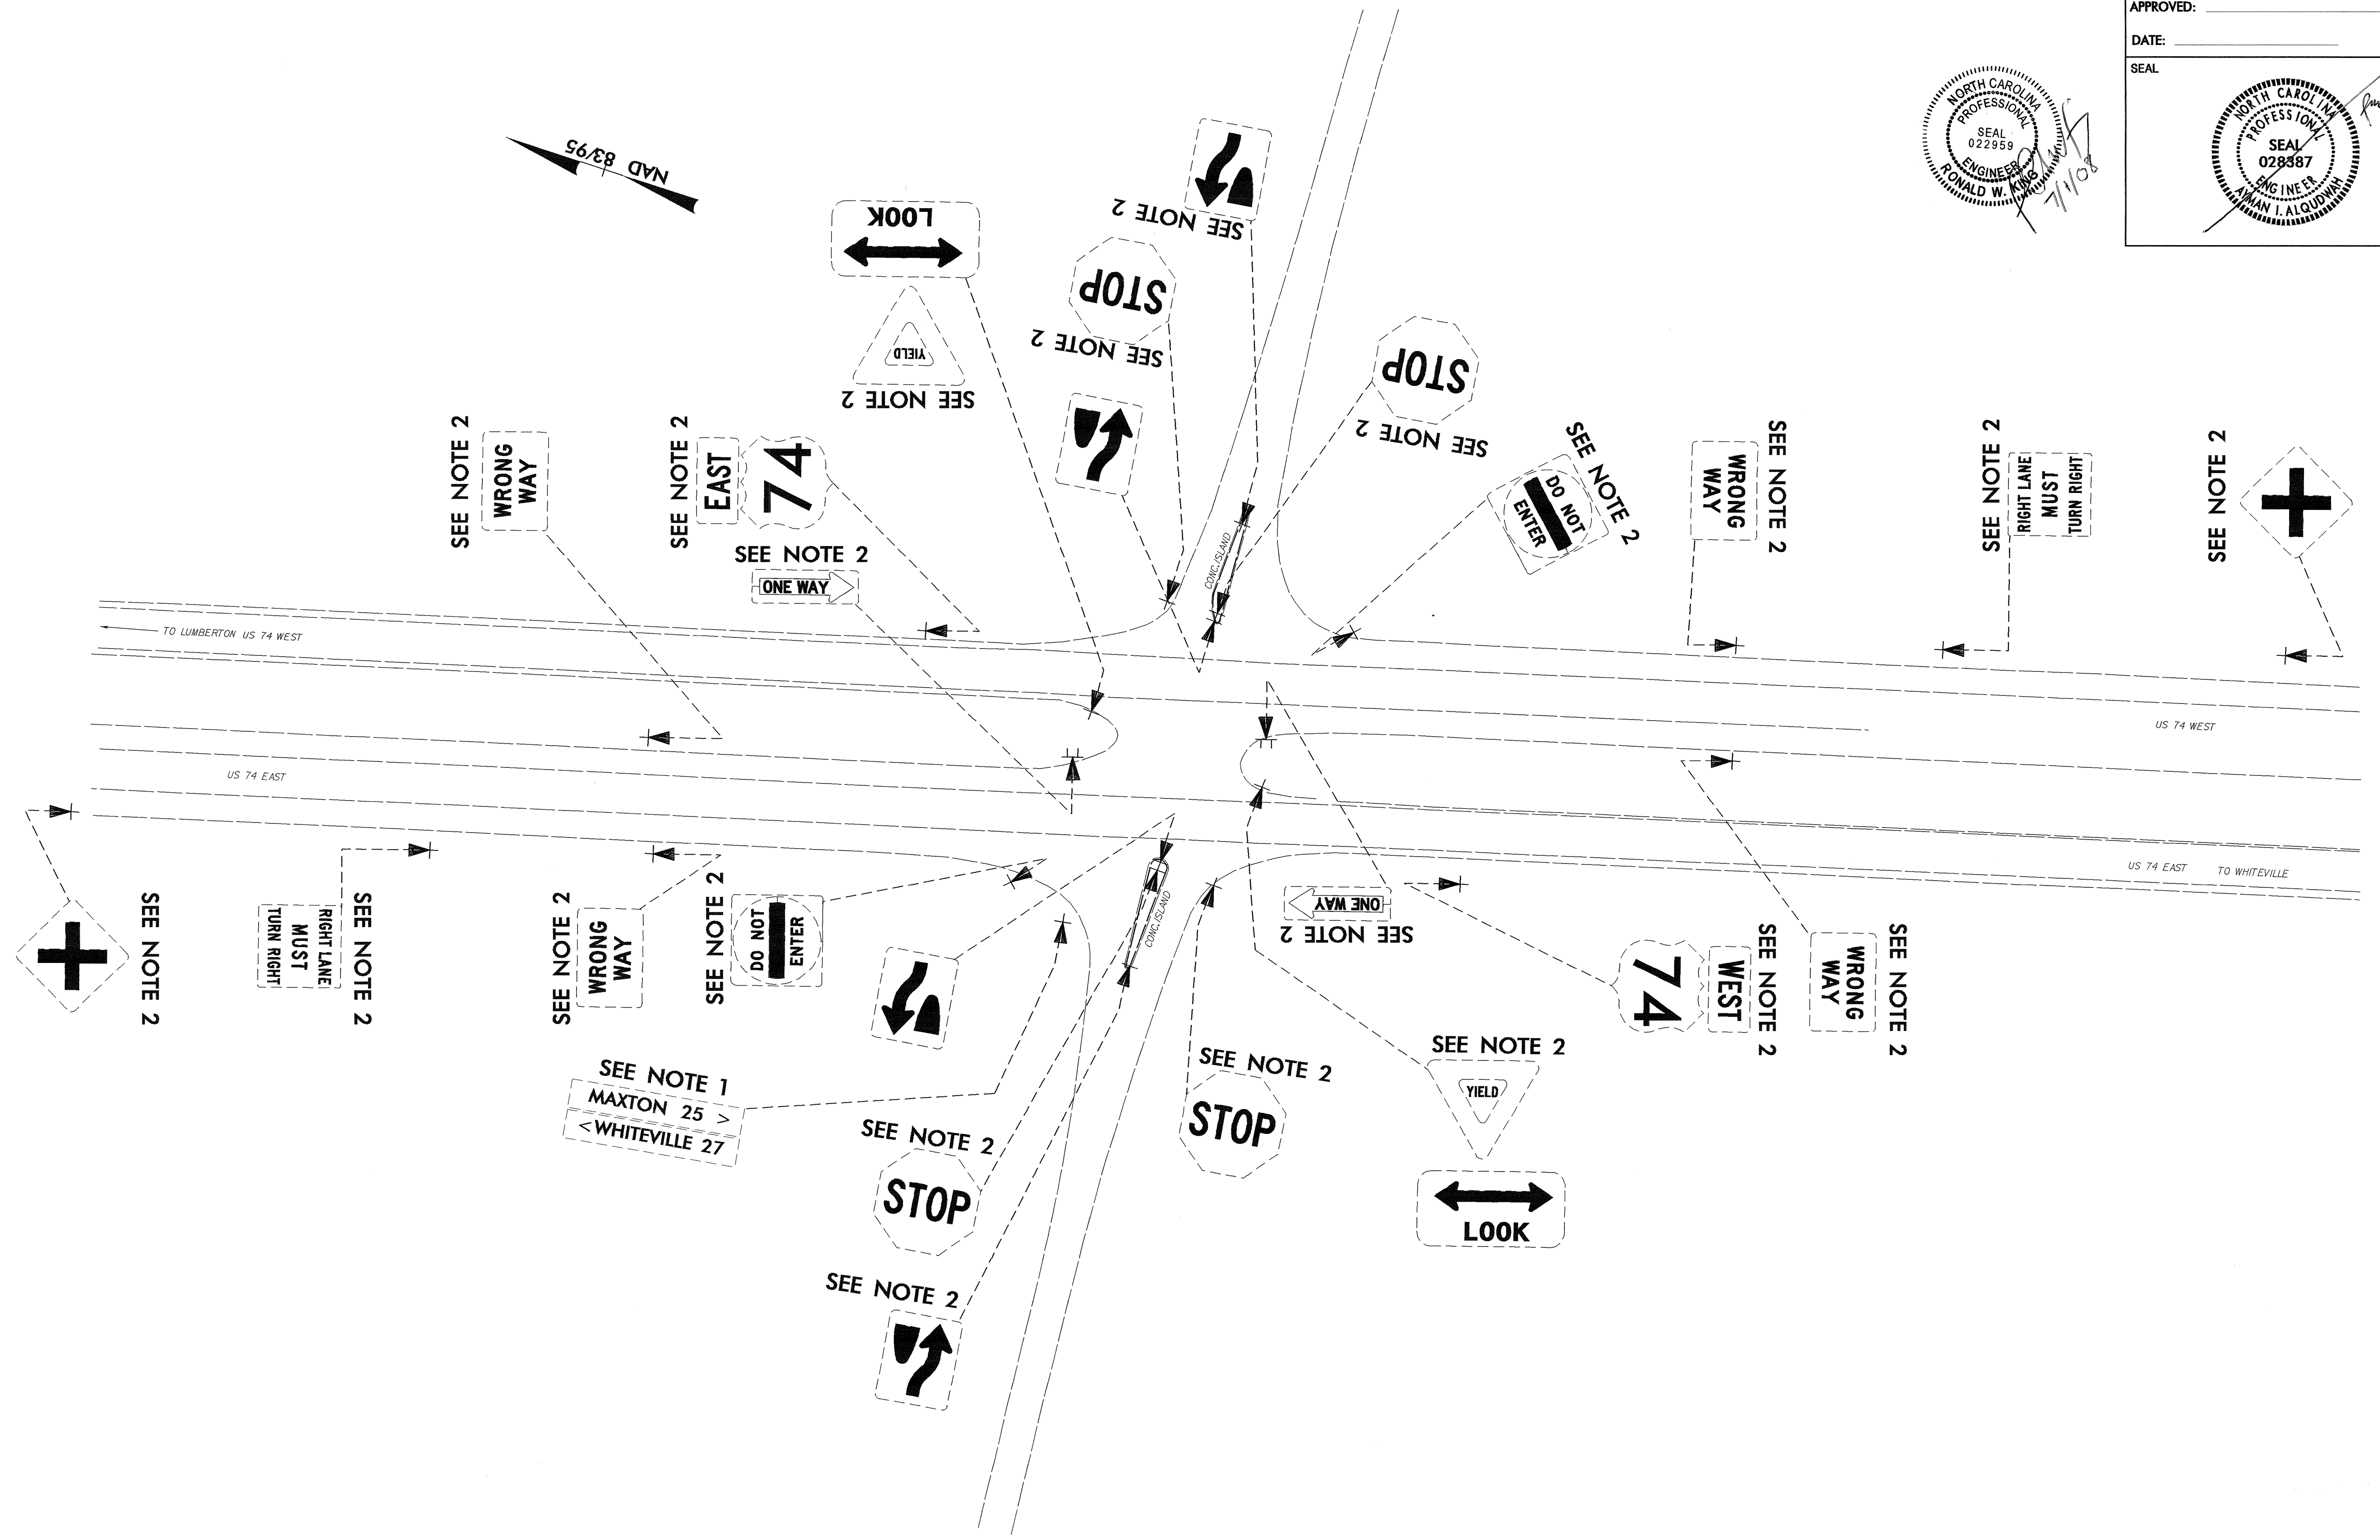 APPROVED:
DATE:
SEAL
NORTH CAROLINA
PROFESSIONAL
SEAL
022959
ENGINEER
RONALD W. KING
7/1/08
NORTH CAROLINA
PROFESSIONAL
SEAL
028387
ENGINEER
AYMAN I. ALQUDWAH
NAD 83/95
LOOK
YIELD
SEE NOTE 2
SEE NOTE 2
STOP
SEE NOTE 2
STOP
SEE NOTE 2
SEE NOTE 2
WRONG
WAY
SEE NOTE 2
EAST
74
SEE NOTE 2
ONE WAY
CONC.ISLAND
SEE NOTE 2
DO NOT
ENTER
SEE NOTE 2
WRONG
WAY
SEE NOTE 2
RIGHT LANE
MUST
TURN RIGHT
SEE NOTE 2
TO LUMBERTON US 74 WEST
US 74 WEST
US 74 EAST
US 74 EAST TO WHITEVILLE
SEE NOTE 2
RIGHT LANE
MUST
TURN RIGHT
SEE NOTE 2
SEE NOTE 2
WRONG
WAY
SEE NOTE 2
DO NOT
ENTER
CONC.ISLAND
ONE WAY
SEE NOTE 2
74
WEST
SEE NOTE 2
WRONG
WAY
SEE NOTE 2
SEE NOTE 1
MAXTON 25 >
< WHITEVILLE 27
SEE NOTE 2
STOP
SEE NOTE 2
STOP
SEE NOTE 2
YIELD
LOOK
SEE NOTE 2